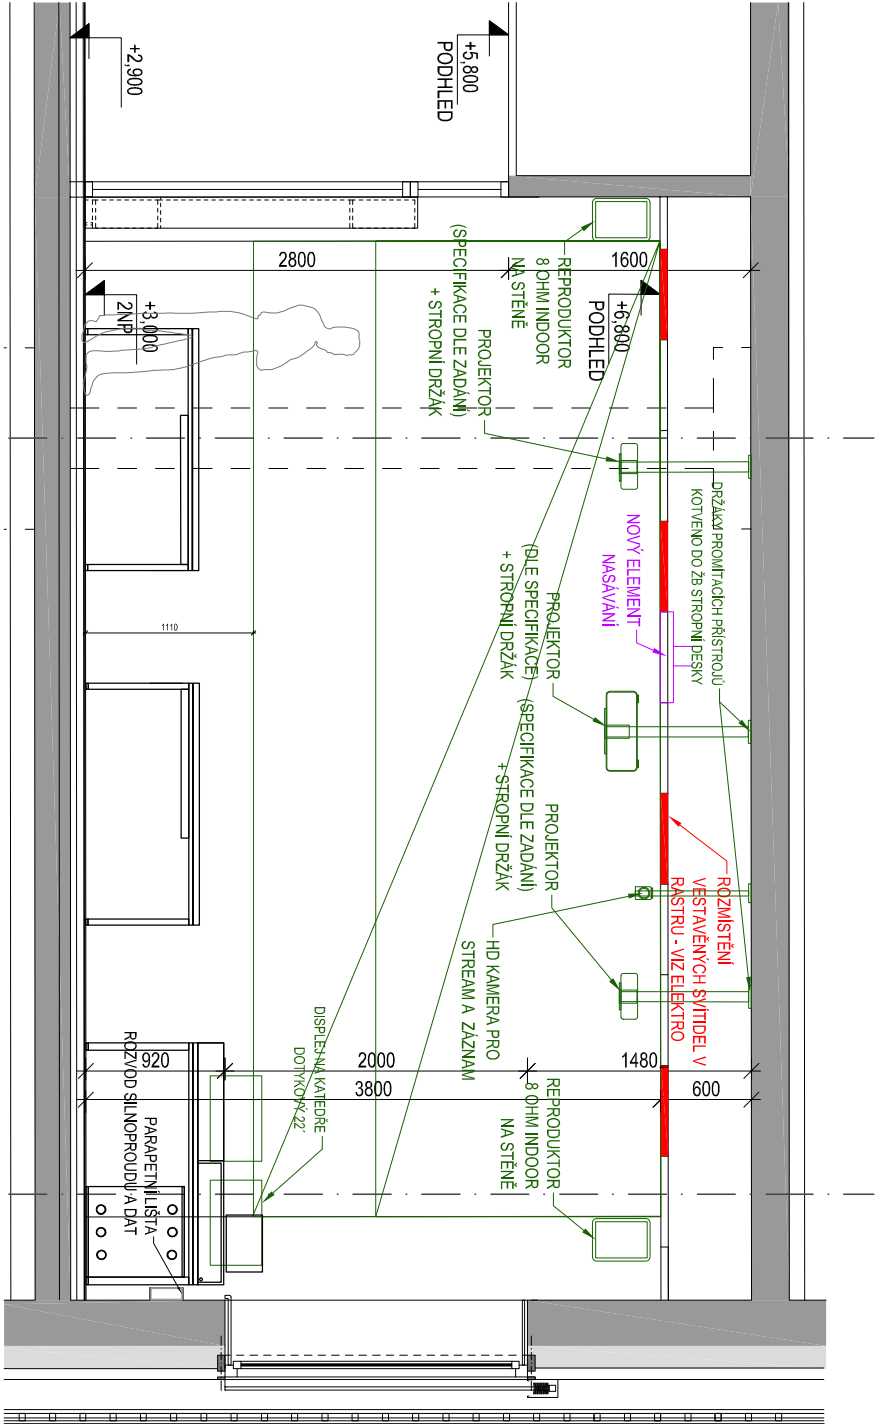 +2,900
+5,800
PODHLED
2800
1600
+3,000
2NP
+6,800
PODHLED
REPRODUKTOR
8 OHM INDOOR
NA STĚNĚ
PROJEKTOR
(SPECIFIKACE DLE ZADÁNÍ)
+ STROPNÍ DRŽÁK
DRŽÁKY PROMÍTACÍCH PŘÍSTROJŮ
KOTVENO DO ŽB STROPNÍ DESKY
NOVÝ ELEMENT
NASÁVÁNÍ
PROJEKTOR
(DLE SPECIFIKACE)
+ STROPNÍ DRŽÁK
1110
PROJEKTOR
(SPECIFIKACE DLE ZADÁNÍ)
+ STROPNÍ DRŽÁK
ROZMÍSTĚNÍ
VESTAVĚNÝCH SVÍTIDEL V
RASTRU - VIZ ELEKTRO
HD KAMERA PRO
STREAM A ZÁZNAM
DISPLEJ NA KATEDŘE
DOTYKOVÝ 22'
920
2000
1480
3800
600
REPRODUKTOR
8 OHM INDOOR
NA STĚNĚ
PARAPETNÍ LIŠTA
ROZVOD SILNOPROUDU A DAT